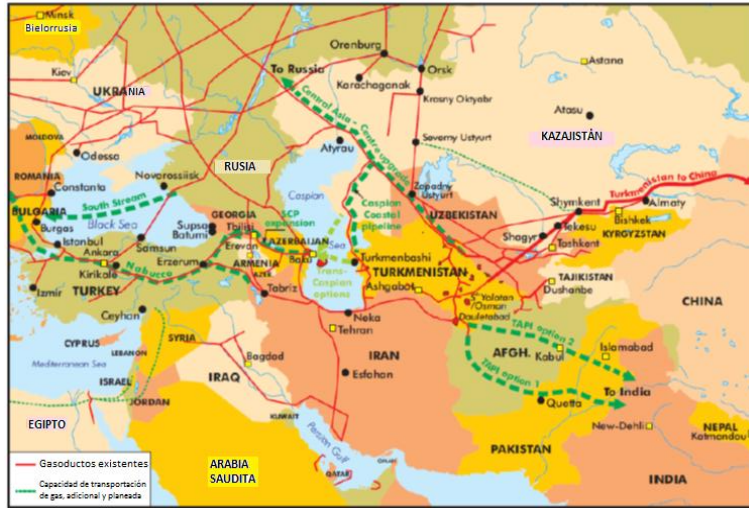 Minsk
Bielorrusia
Kiev
UKRANIA
MOLDOVA
Odessa
ROMANIA
Constanta
Novorossiisk
South Stream
BULGARIA
Burgas
Black Sea
Istanbul
Ankara
Kirikale
Samsun
Supsa
Batumi
Erzerum
Nabucco
Izmir
TURKEY
Ceyhan
CYPRUS
LEBANON
Mediterranean Sea
ISRAEL
JORDAN
SYRIA
EGIPTO
RUSIA
GEORGIA
Tbilisi
Erevan
ARMENIA
AZER.
SCP
expansion
AZERBAIJAN
Baku
Tabriz
Caspian
Sea
Trans-
Caspian
options
Caspian
Coastal
pipeline
To Russia
Central Asia - Centre upgrade
Orenburg
Orsk
Karachaganak
Krasny Oktyabr
Atyrau
Severny Ustyurt
Zapadny
Ustyurt
Astana
Atasu
KAZAJISTÁN
UZBEKISTAN
Turkmenbashi
TURKMENISTAN
Ashgabat
S. Yolotan
/Osman
Dauletabad
Shymkent
Shagyr
Tekesu
Tashkent
Turkmenistan to China
Almaty
Bishkek
KYRGYZSTAN
TAJIKISTAN
Dushanbe
CHINA
Neka
Tehran
IRAN
Esfahan
Bagdad
IRAQ
KUWAIT
Persian Gulf
QATAR
ARABIA
SAUDITA
AFGH.
Kabul
TAPI option 2
TAPI option 1
Islamabad
To India
Quetta
PAKISTAN
New-Dehli
NEPAL
Katmandou
INDIA
Gasoductos existentes
Capacidad de transportación
de gas, adicional y planeada